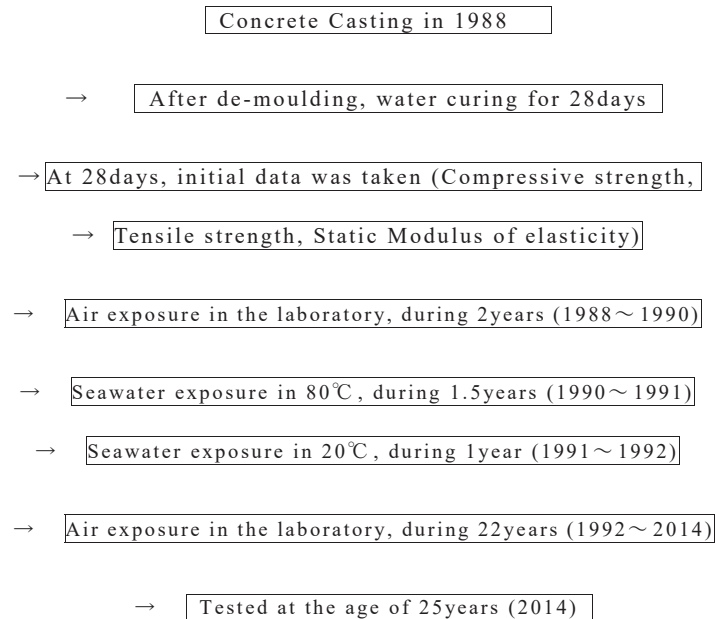 Concrete Casting in 1988
→ After de-moulding, water curing for 28days
→ At 28days, initial data was taken (Compressive strength,
→ Tensile strength, Static Modulus of elasticity)
→ Air exposure in the laboratory, during 2years (1988～1990)
→ Seawater exposure in 80℃, during 1.5years (1990～1991)
→ Seawater exposure in 20℃, during 1year (1991～1992)
→ Air exposure in the laboratory, during 22years (1992～2014)
→ Tested at the age of 25years (2014)